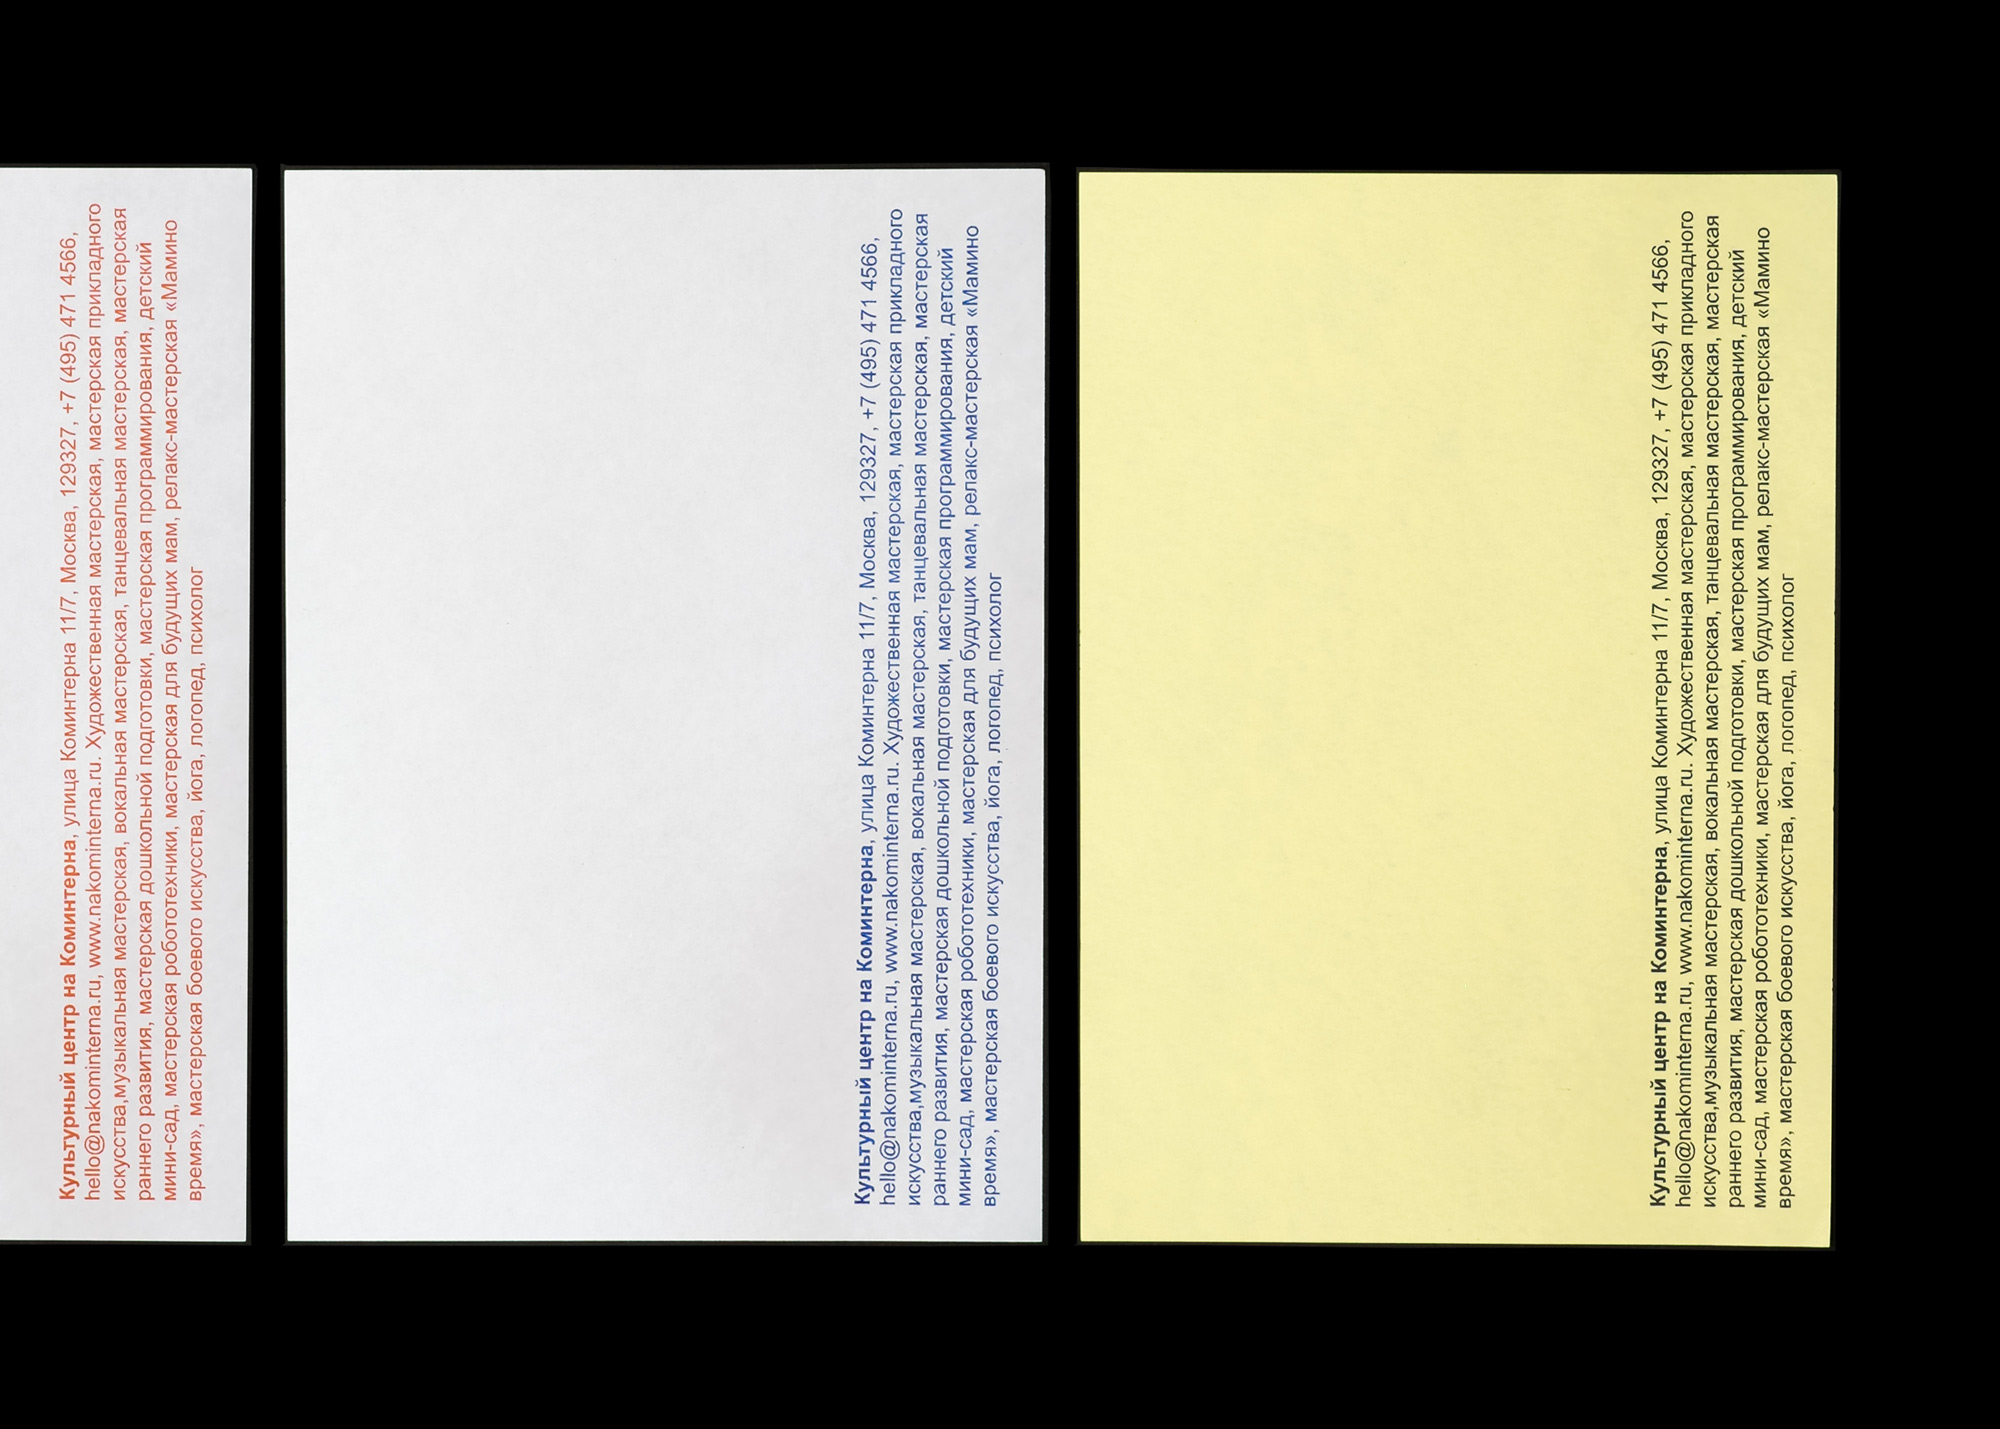 Культурный центр на Коминтерна, улица Коминтерна 11/7, Москва, 129327, +7 (495) 471 4566,
hello@nakominterna.ru, www.nakominterna.ru. Художественная мастерская, мастерская прикладного
искусства,музыкальная мастерская, вокальная мастерская, танцевальная мастерская, мастерская
раннего развития, мастерская дошкольной подготовки, мастерская программирования, детский
мини-сад, мастерская робототехники, мастерская для будущих мам, релакс-мастерская «Мамино
время», мастерская боевого искусства, йога, логопед, психолог
Культурный центр на Коминтерна, улица Коминтерна 11/7, Москва, 129327, +7 (495) 471 4566,
hello@nakominterna.ru, www.nakominterna.ru. Художественная мастерская, мастерская прикладного
искусства,музыкальная мастерская, вокальная мастерская, танцевальная мастерская, мастерская
раннего развития, мастерская дошкольной подготовки, мастерская программирования, детский
мини-сад, мастерская робототехники, мастерская для будущих мам, релакс-мастерская «Мамино
время», мастерская боевого искусства, йога, логопед, психолог
Культурный центр на Коминтерна, улица Коминтерна 11/7, Москва, 129327, +7 (495) 471 4566,
hello@nakominterna.ru, www.nakominterna.ru. Художественная мастерская, мастерская прикладного
искусства,музыкальная мастерская, вокальная мастерская, танцевальная мастерская, мастерская
раннего развития, мастерская дошкольной подготовки, мастерская программирования, детский
мини-сад, мастерская робототехники, мастерская для будущих мам, релакс-мастерская «Мамино
время», мастерская боевого искусства, йога, логопед, психолог